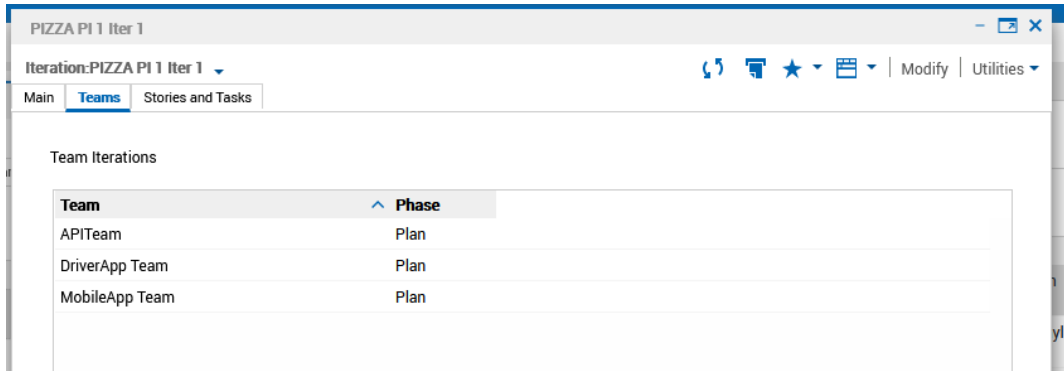 PIZZA PI 1 Iter 1
Iteration:PIZZA PI 1 Iter 1
Modify | Utilities
Main Teams Stories and Tasks
Team Iterations
Team Phase
APITeam Plan
DriverApp Team Plan
MobileApp Team Plan